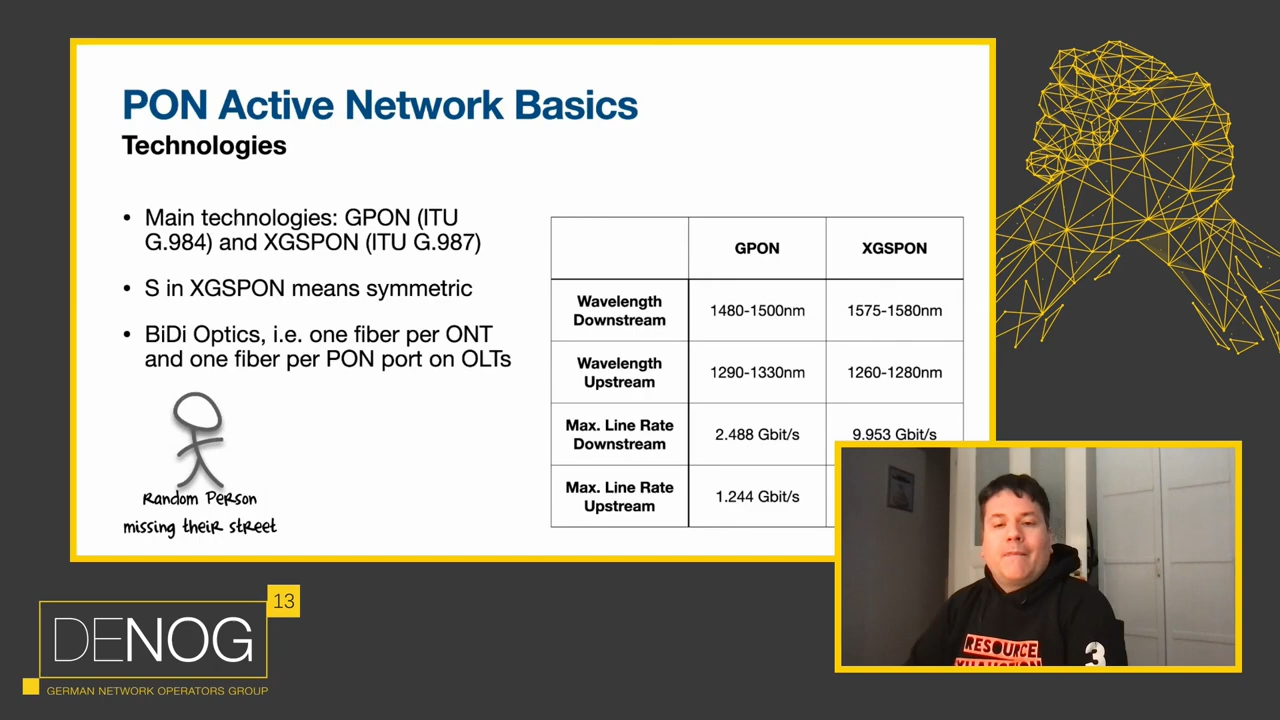 PON Active Network Basics
Technologies
• Main technologies: GPON (ITU
G.984) and XGSPON (ITU G.987)
• S in XGSPON means symmetric
• BiDi Optics, i.e. one fiber per ONT
and one fiber per PON port on OLTs
Random Person
missing their street
GPON XGSPON
Wavelength
Downstream
1480-1500nm 1575-1580nm
Wavelength
Upstream
1290-1330nm 1260-1280nm
Max. Line Rate
Downstream
2.488 Gbit/s 9.953 Gbit/s
Max. Line Rate
Upstream
1.244 Gbit/s
RESOURCE
3
13
DENOG
GERMAN NETWORK OPERATORS GROUP